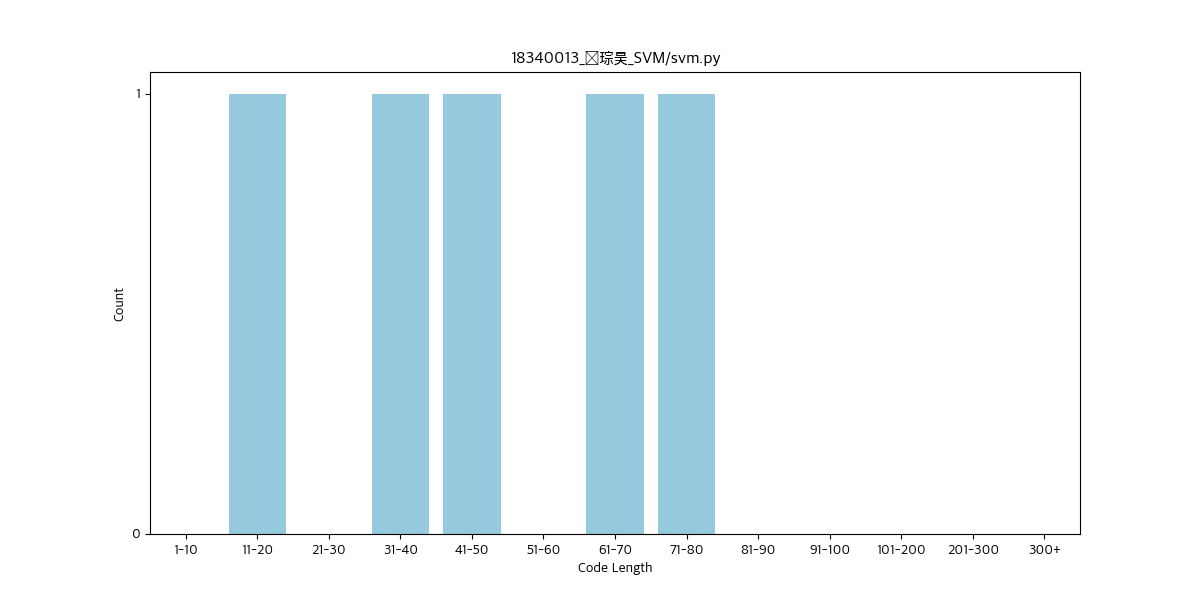 18340013_琮昊_SVM/svm.py
Count
1
0
1-10 11-20 21-30 31-40 41-50 51-60 61-70 71-80 81-90 91-100 101-200 201-300 300+
Code Length